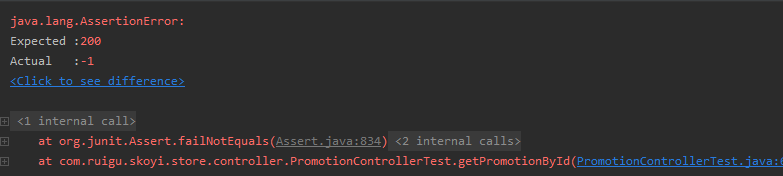 java.lang.AssertionError:
Expected :200
Actual :-1
<Click to see difference>
<1 internal call>
at org.junit.Assert.failNotEquals(Assert.java:834) <2 internal calls>
at com.ruigu.skoyi.store.controller.PromotionControllerTest.getPromotionById(PromotionControllerTest.java: